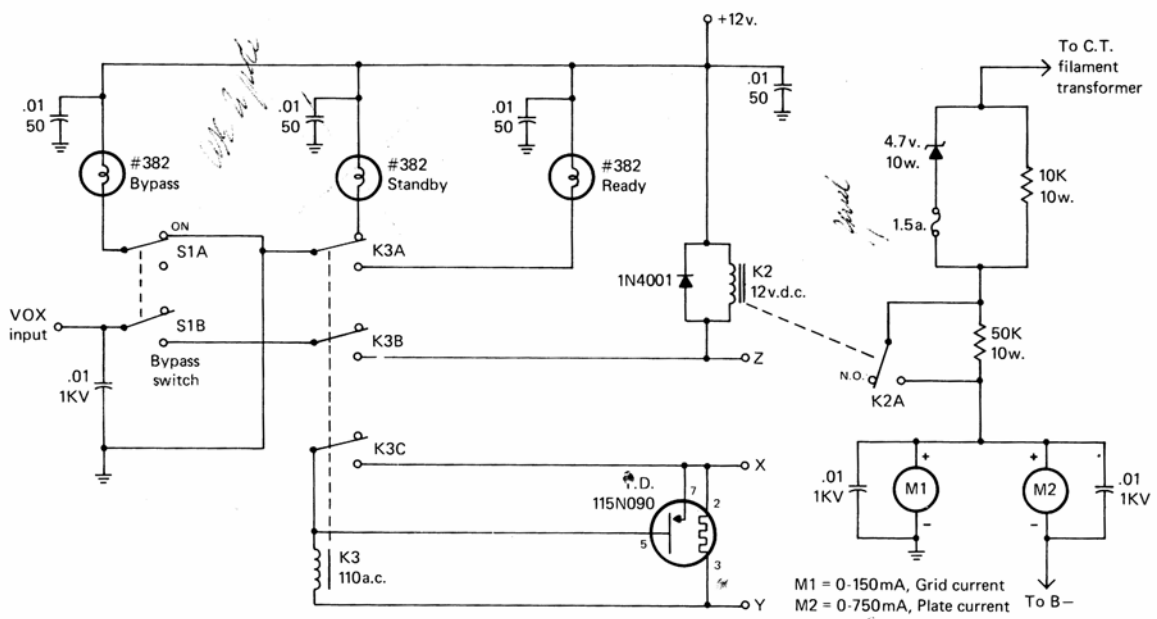 +12v.
To C.T.
filament
transformer
.01
50
.01
50
.01
50
.01
50
#382
Bypass
#382
Standby
#382
Ready
4.7v.
10w.
10K
10w.
1.5a.
ON
S1A
K3A
1N4001
K2
12v.d.c.
VOX
input
S1B
Bypass
switch
K3B
Z
50K
10w.
N.O.
K2A
.01
1KV
K3C
X
T.D.
115N090
7
2
5
3
K3
110a.c.
Y
.01
1KV
+
M1
-
+
M2
-
.01
1KV
M1 = 0-150mA, Grid current
M2 = 0-750mA, Plate current
To B-